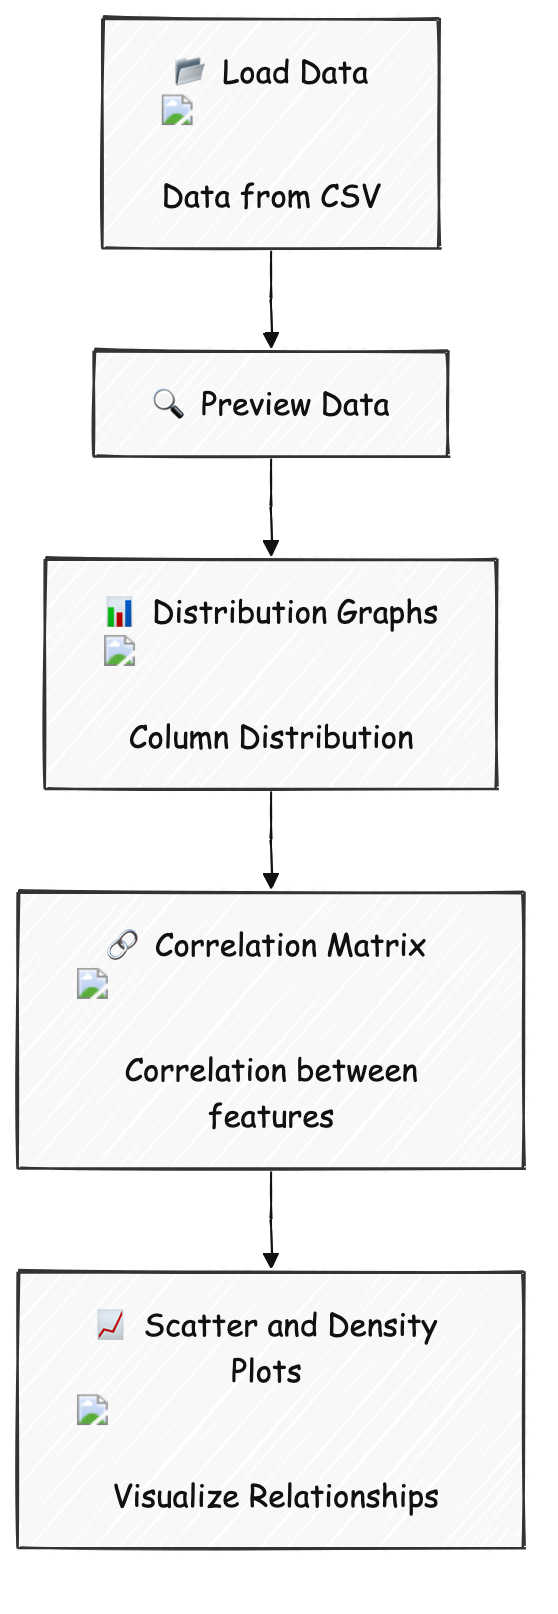 Load Data
Data from CSV
Preview Data
Distribution Graphs
Column Distribution
Correlation Matrix
Correlation between
features
Scatter and Density
Plots
Visualize Relationships